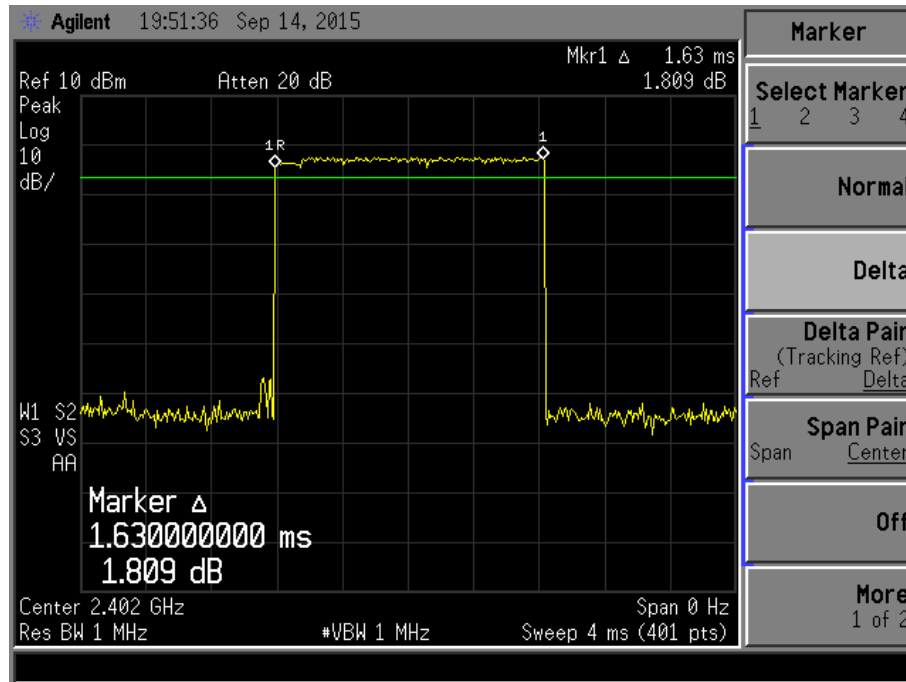 Agilent 19:51:36 Sep 14, 2015
Mkr1 Δ 1.63 ms
Ref 10 dBm Atten 20 dB 1.809 dB
Peak
Log
10
dB/
1R
1
W1 S2
S3 VS
AA
Marker Δ
1.630000000 ms
1.809 dB
Center 2.402 GHz Span 0 Hz
Res BW 1 MHz #VBW 1 MHz Sweep 4 ms (401 pts)
Marker
Select Marker
1 2 3 4
Normal
Delta
Delta Pair
(Tracking Ref)
Ref Delta
Span Pair
Span Center
Off
More
1 of 2